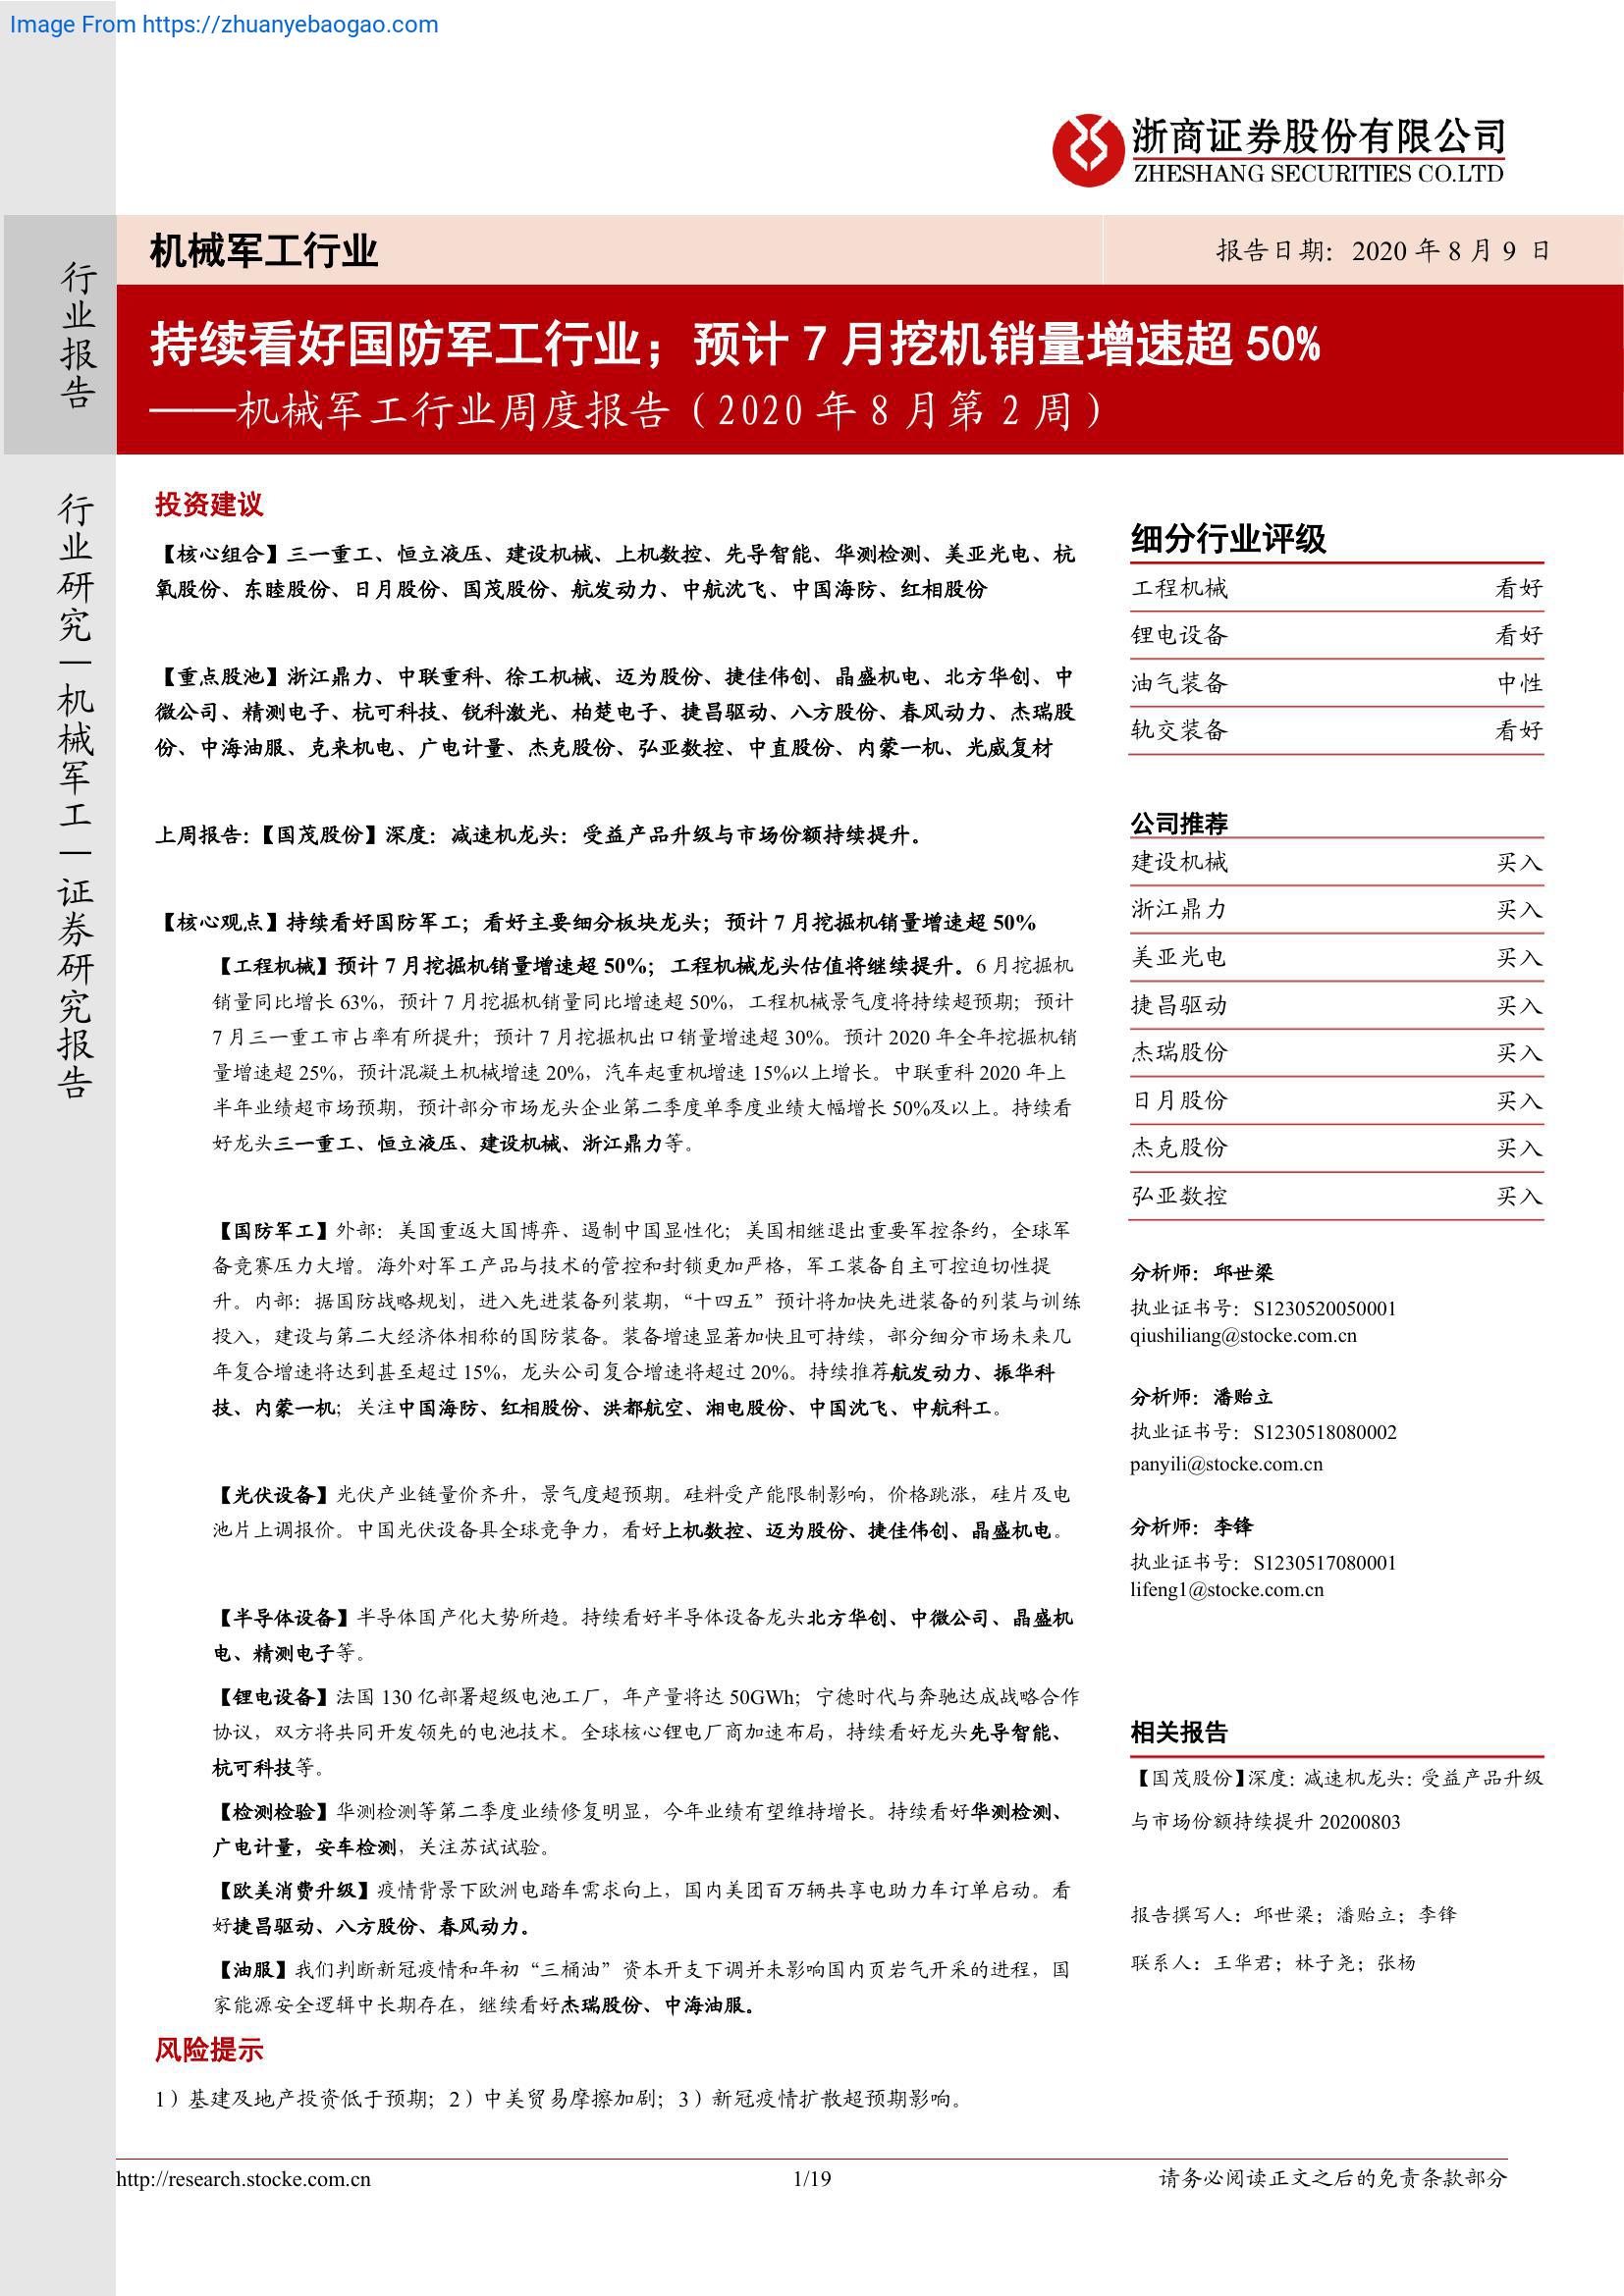 Image From https://zhuanyebaogao.com
浙商证券股份有限公司
ZHESHANG SECURITIES CO.LTD
行业报告
行业研究—机械军工—证券研究报告
机械军工行业
报告日期：2020 年 8 月 9 日
持续看好国防军工行业；预计 7 月挖机销量增速超 50%
——机械军工行业周度报告（2020 年 8 月第 2 周）
投资建议
【核心组合】三一重工、恒立液压、建设机械、上机数控、先导智能、华测检测、美亚光电、杭
氧股份、东睦股份、日月股份、国茂股份、航发动力、中航沈飞、中国海防、红相股份
【重点股池】浙江鼎力、中联重科、徐工机械、迈为股份、捷佳伟创、晶盛机电、北方华创、中
微公司、精测电子、杭可科技、锐科激光、柏楚电子、捷昌驱动、八方股份、春风动力、杰瑞股
份、中海油服、克来机电、广电计量、杰克股份、弘亚数控、中直股份、内蒙一机、光威复材
上周报告：【国茂股份】深度：减速机龙头：受益产品升级与市场份额持续提升。
【核心观点】持续看好国防军工；看好主要细分板块龙头；预计 7 月挖掘机销量增速超 50%
【工程机械】预计 7 月挖掘机销量增速超 50%；工程机械龙头估值将继续提升。6 月挖掘机
销量同比增长 63%，预计 7 月挖掘机销量同比增速超 50%，工程机械景气度将持续超预期；预计
7 月三一重工市占率有所提升；预计 7 月挖掘机出口销量增速超 30%。预计 2020 年全年挖掘机销
量增速超 25%，预计混凝土机械增速 20%，汽车起重机增速 15%以上增长。中联重科 2020 年上
半年业绩超市场预期，预计部分市场龙头企业第二季度单季度业绩大幅增长 50%及以上。持续看
好龙头三一重工、恒立液压、建设机械、浙江鼎力等。
【国防军工】外部：美国重返大国博弈、遏制中国显性化；美国相继退出重要军控条约，全球军
备竞赛压力大增。海外对军工产品与技术的管控和封锁更加严格，军工装备自主可控迫切性提
升。内部：据国防战略规划，进入先进装备列装期，“十四五”预计将加快先进装备的列装与训练
投入，建设与第二大经济体相称的国防装备。装备增速显著加快且可持续，部分细分市场未来几
年复合增速将达到甚至超过 15%，龙头公司复合增速将超过 20%。持续推荐航发动力、振华科
技、内蒙一机；关注中国海防、红相股份、洪都航空、湘电股份、中国沈飞、中航科工。
【光伏设备】光伏产业链量价齐升，景气度超预期。硅料受产能限制影响，价格跳涨，硅片及电
池片上调报价。中国光伏设备具全球竞争力，看好上机数控、迈为股份、捷佳伟创、晶盛机电。
【半导体设备】半导体国产化大势所趋。持续看好半导体设备龙头北方华创、中微公司、晶盛机
电、精测电子等。
【锂电设备】法国 130 亿部署超级电池工厂，年产量将达 50GWh；宁德时代与奔驰达成战略合作
协议，双方将共同开发领先的电池技术。全球核心锂电厂商加速布局，持续看好龙头先导智能、
杭可科技等。
【检测检验】华测检测等第二季度业绩修复明显，今年业绩有望维持增长。持续看好华测检测、
广电计量，安车检测，关注苏试试验。
【欧美消费升级】疫情背景下欧洲电踏车需求向上，国内美团百万辆共享电助力车订单启动。看
好捷昌驱动、八方股份、春风动力。
【油服】我们判断新冠疫情和年初“三桶油”资本开支下调并未影响国内页岩气开采的进程，国
家能源安全逻辑中长期存在，继续看好杰瑞股份、中海油服。
风险提示
1）基建及地产投资低于预期；2）中美贸易摩擦加剧；3）新冠疫情扩散超预期影响。
细分行业评级
工程机械 看好
锂电设备 看好
油气装备 中性
轨交装备 看好
公司推荐
建设机械 买入
浙江鼎力 买入
美亚光电 买入
捷昌驱动 买入
杰瑞股份 买入
日月股份 买入
杰克股份 买入
弘亚数控 买入
分析师：邱世梁
执业证书号：S1230520050001
qiushiliang@stocke.com.cn
分析师：潘贻立
执业证书号：S1230518080002
panyili@stocke.com.cn
分析师：李锋
执业证书号：S1230517080001
lifeng1@stocke.com.cn
相关报告
【国茂股份】深度：减速机龙头：受益产品升级
与市场份额持续提升 20200803
报告撰写人：邱世梁；潘贻立；李锋
联系人：王华君；林子尧；张杨
http://research.stocke.com.cn
1/19
请务必阅读正文之后的免责条款部分